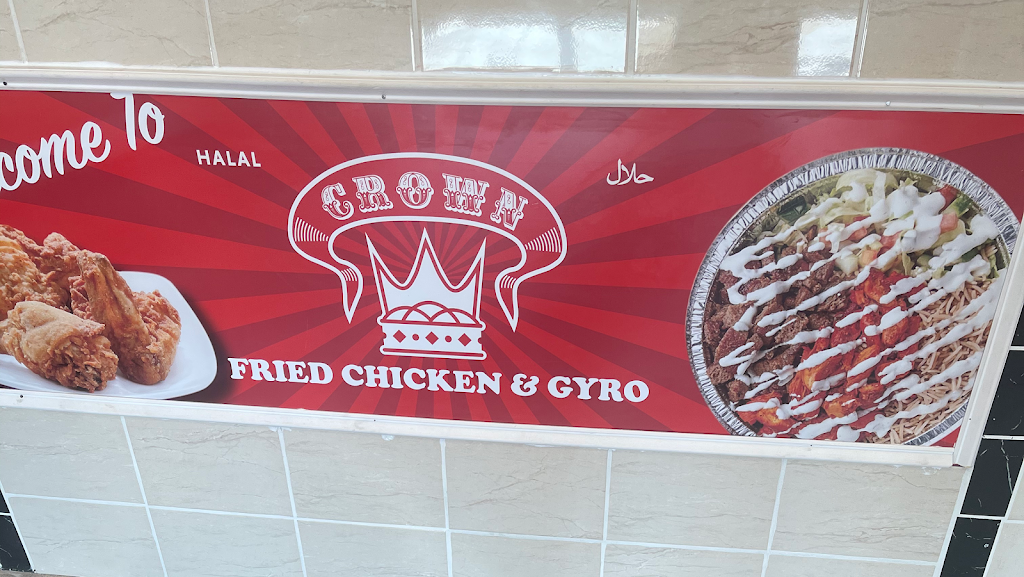 come To
HALAL
CROWN
حلال
FRIED CHICKEN & GYRO